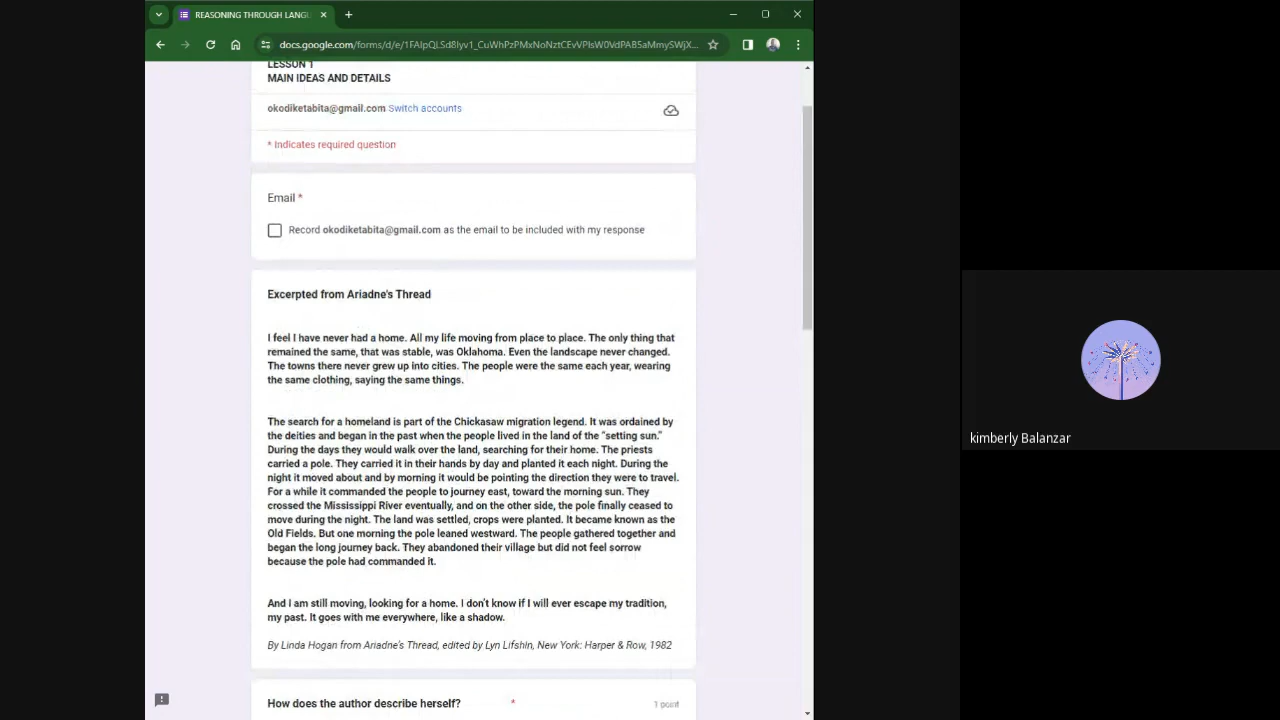 REASONING THROUGH LANGU
docs.google.com/forms/d/e/1FAIpQLSd8lyv1_CuWhPzPMxNoNztCEvVPlsW0VdPAB5aMmySWjX...
LESSON 1
MAIN IDEAS AND DETAILS
okodiketabita@gmail.com Switch accounts
* Indicates required question
Email *
Record okodiketabita@gmail.com as the email to be included with my response
Excerpted from Ariadne's Thread
I feel I have never had a home. All my life moving from place to place. The only thing that
remained the same, that was stable, was Oklahoma. Even the landscape never changed.
The towns there never grew up into cities. The people were the same each year, wearing
the same clothing, saying the same things.
The search for a homeland is part of the Chickasaw migration legend. It was ordained by
the deities and began in the past when the people lived in the land of the "setting sun."
During the days they would walk over the land, searching for their home. The priests
carried a pole. They carried it in their hands by day and planted it each night. During the
night it moved about and by morning it would be pointing the direction they were to travel.
For a while it commanded the people to journey east, toward the morning sun. They
crossed the Mississippi River eventually, and on the other side, the pole finally ceased to
move during the night. The land was settled, crops were planted. It became known as the
Old Fields. But one morning the pole leaned westward. The people gathered together and
began the long journey back. They abandoned their village but did not feel sorrow
because the pole had commanded it.
And I am still moving, looking for a home. I don't know if I will ever escape my tradition,
my past. It goes with me everywhere, like a shadow.
By Linda Hogan from Ariadne's Thread, edited by Lyn Lifshin, New York: Harper & Row, 1982
How does the author describe herself? *
1 point
kimberly Balanzar